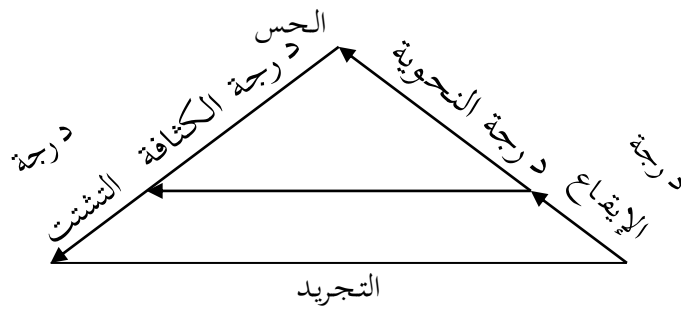 الحس
درجة النحوية
درجة الكثافة
درجة
الإيقاع
درجة
التشتت
التجريد